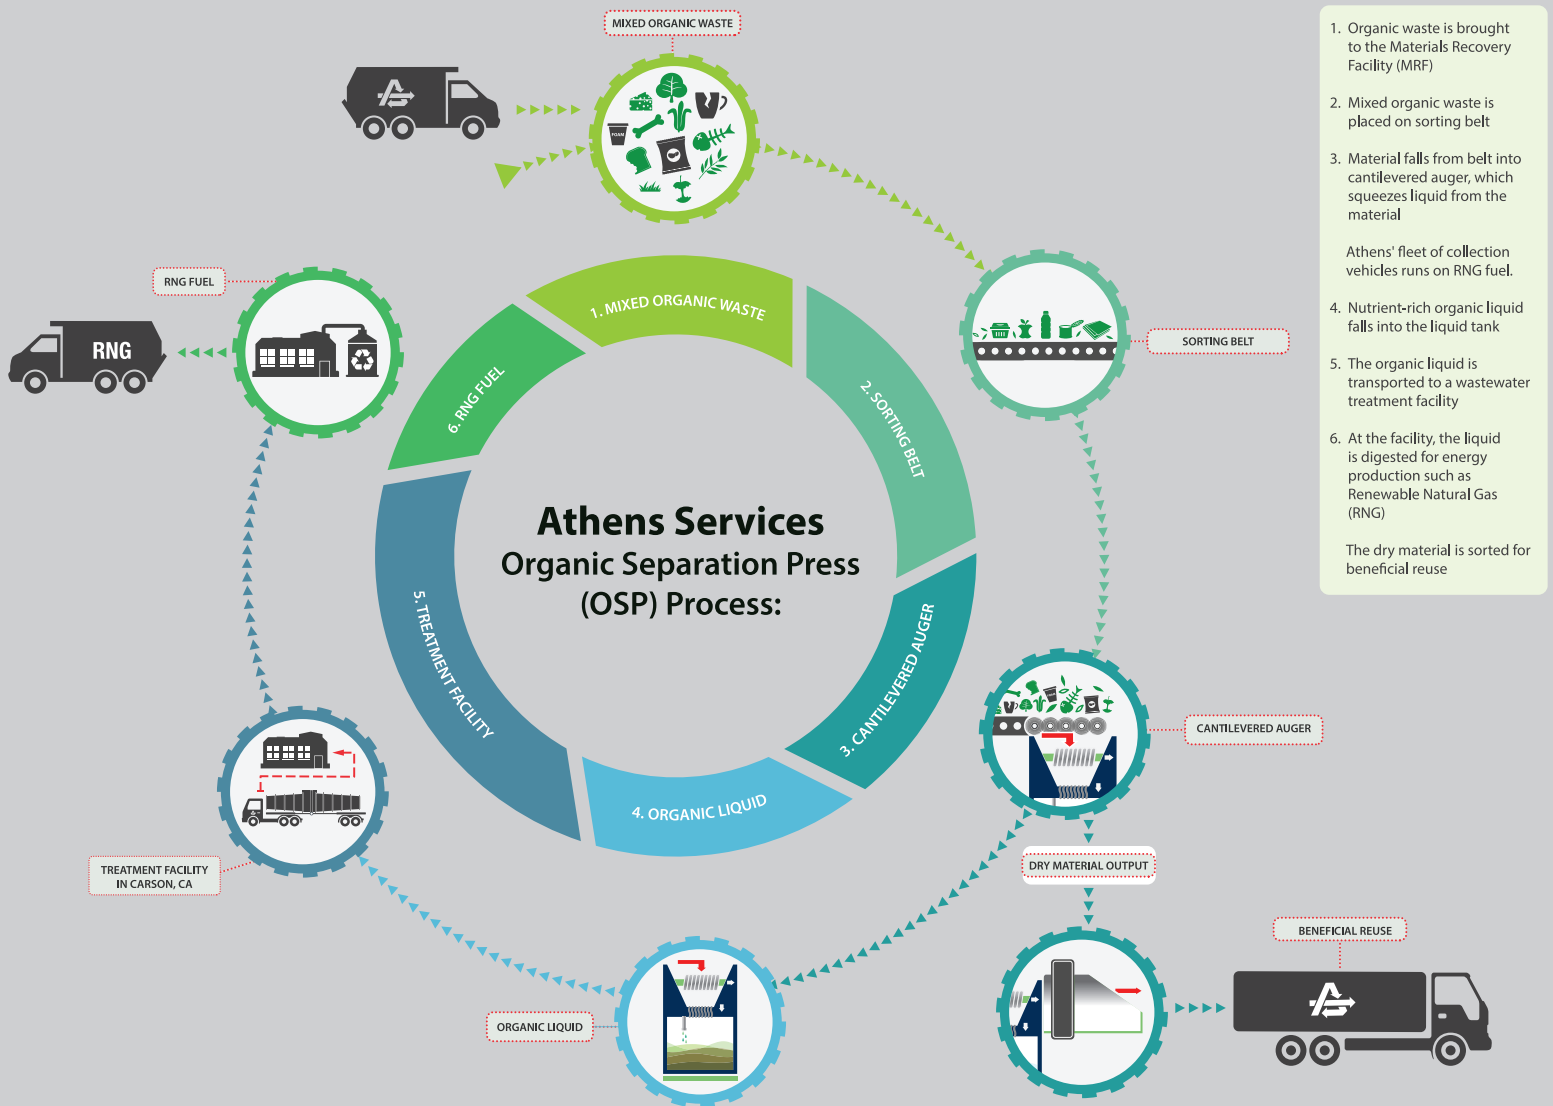 MIXED ORGANIC WASTE
FOAM
RNG FUEL
RNG
SORTING BELT
CANTILEVERED AUGER
DRY MATERIAL OUTPUT
BENEFICIAL REUSE
ORGANIC LIQUID
TREATMENT FACILITY
IN CARSON, CA
1. MIXED ORGANIC WASTE
2. SORTING BELT
3. CANTILEVERED AUGER
4. ORGANIC LIQUID
5. TREATMENT FACILITY
6. RNG FUEL
Athens Services
Organic Separation Press
(OSP) Process:
1. Organic waste is brought
to the Materials Recovery
Facility (MRF)
2. Mixed organic waste is
placed on sorting belt
3. Material falls from belt into
cantilevered auger, which
squeezes liquid from the
material
Athens' fleet of collection
vehicles runs on RNG fuel.
4. Nutrient-rich organic liquid
falls into the liquid tank
5. The organic liquid is
transported to a wastewater
treatment facility
6. At the facility, the liquid
is digested for energy
production such as
Renewable Natural Gas
(RNG)
The dry material is sorted for
beneficial reuse